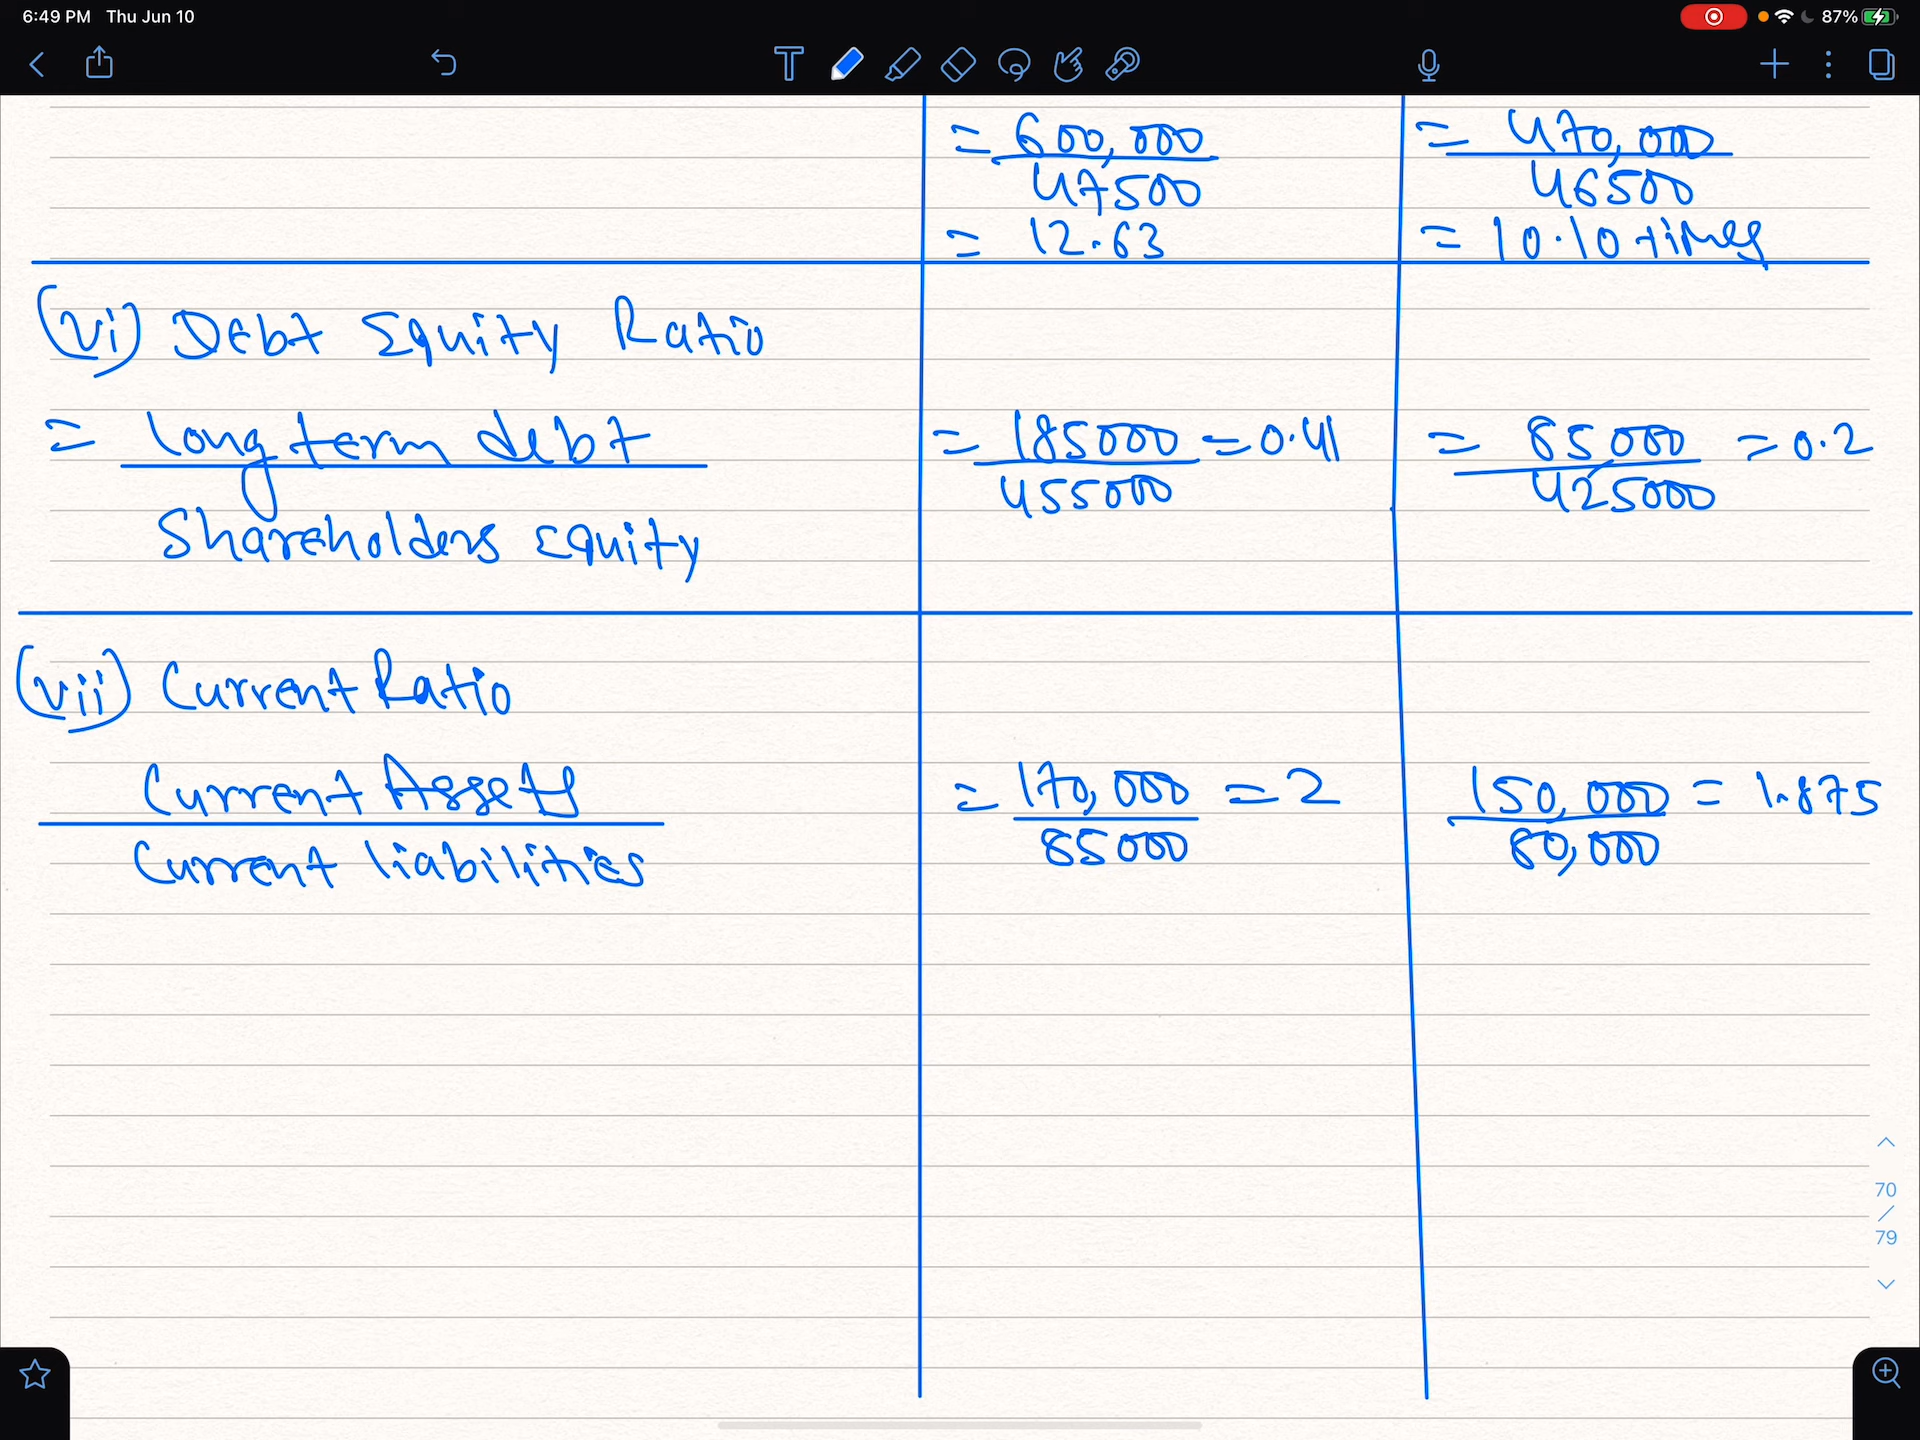 6:49 PM Thu Jun 10 87%
= 600,000 = 470,000
47500 46500
= 12.63 = 10.10 times
(vi) Debt Equity Ratio
= Long term debt = 185000 = 0.41 = 85000 = 0.2
Shareholders equity 455000 425000
(vii) Current Ratio
Current Assets = 170,000 = 2 150,000 = 1.875
Current liabilities 85000 80,000
70
/
79